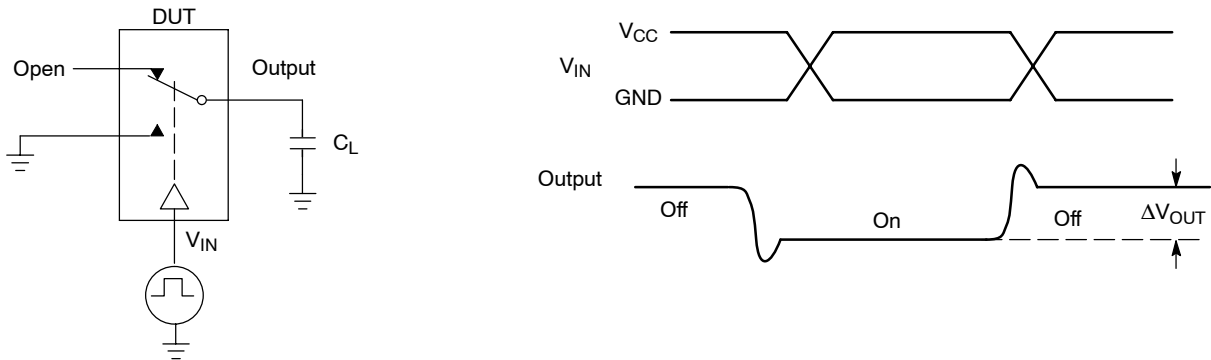 DUT
Open
Output
C_L
V_IN
V_CC
V_IN
GND
Output
Off
On
Off
ΔV_OUT